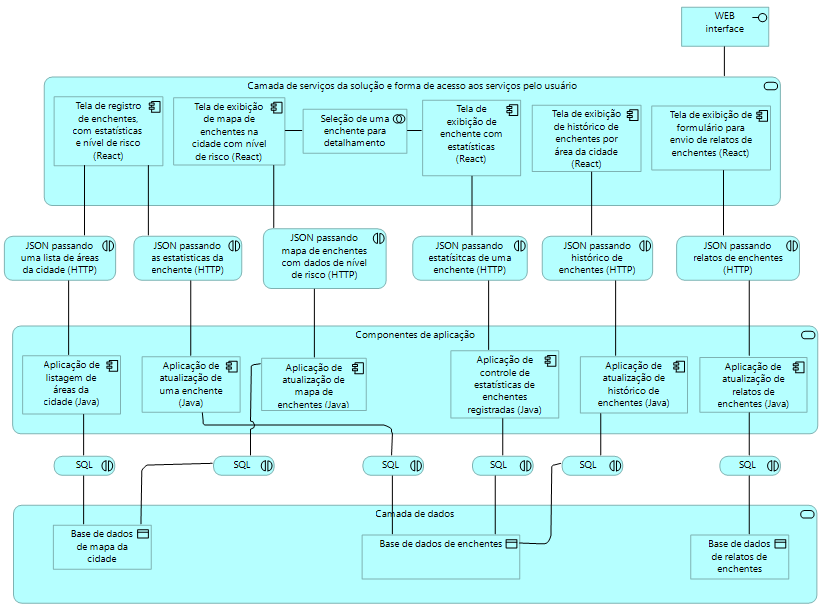 WEB
interface
Camada de serviços da solução e forma de acesso aos serviços pelo usuário
Tela de registro
de enchentes,
com estatísticas
e nível de risco
(React)
Tela de exibição
de mapa de
enchentes na
cidade com nível
de risco (React)
Seleção de uma
enchente para
detalhamento
Tela de
exibição de
enchente com
estatísticas
(React)
Tela de exibição
de histórico de
enchentes por
área da cidade
(React)
Tela de exibição de
formulário para
envio de relatos de
enchentes (React)
JSON passando
uma lista de áreas
da cidade (HTTP)
JSON passando
as estatisticas da
enchente (HTTP)
JSON passando
mapa de enchentes
com dados de nível
de risco (HTTP)
JSON passando
estatísitcas de uma
enchente (HTTP)
JSON passando
histórico de
enchentes (HTTP)
JSON passando
relatos de enchentes
(HTTP)
Componentes de aplicação
Aplicação de
listagem de
áreas da
cidade (Java)
Aplicação de
atualização de
uma enchente
(Java)
Aplicação de
atualização de
mapa de
enchentes (Java)
Aplicação de
controle de
estatísticas de
enchentes
registradas (Java)
Aplicação de
atualização de
histórico de
enchentes (Java)
Aplicação de
atualização de
relatos de
enchentes (Java)
SQL
SQL
SQL
SQL
SQL
SQL
Camada de dados
Base de dados
de mapa da
cidade
Base de dados de enchentes
Base de dados
de relatos de
enchentes